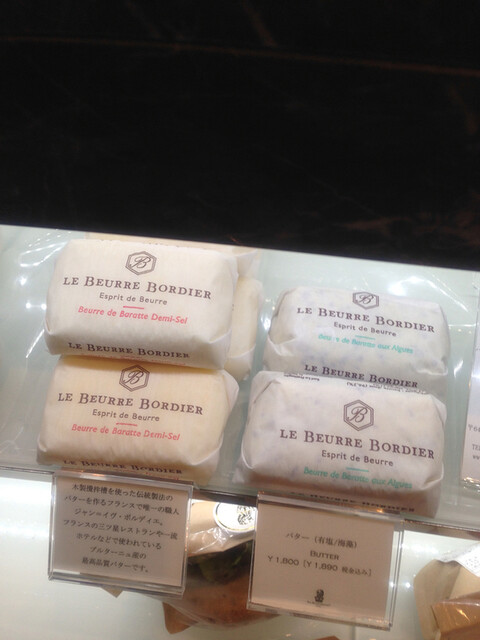 B
LE BEURRE BORDIER
Esprit de Beurre
Beurre de Baratte Demi-Sel
LE BEURRE BORDIER
B
LE BEURRE BORDIER
Esprit de Beurre
Beurre de Baratte Demi-Sel
LE BEURRE BORDIER
B
LE BEURRE BORDIER
Esprit de Beurre
Beurre de Baratte aux Algues
B
LE BEURRE BORDIER
Esprit de Beurre
Beurre de Baratte aux Algues
木製攪拌槽を使った伝統製法の
バターを作るフランスで唯一の職人
ジャン=イヴ・ボルディエ。
フランスの三ツ星レストランや一流
ホテルなどで使われている
ブルターニュ産の
最高品質バターです。
バター（有塩/海藻）
BUTTER
￥1,800 [￥1,890 税込み]